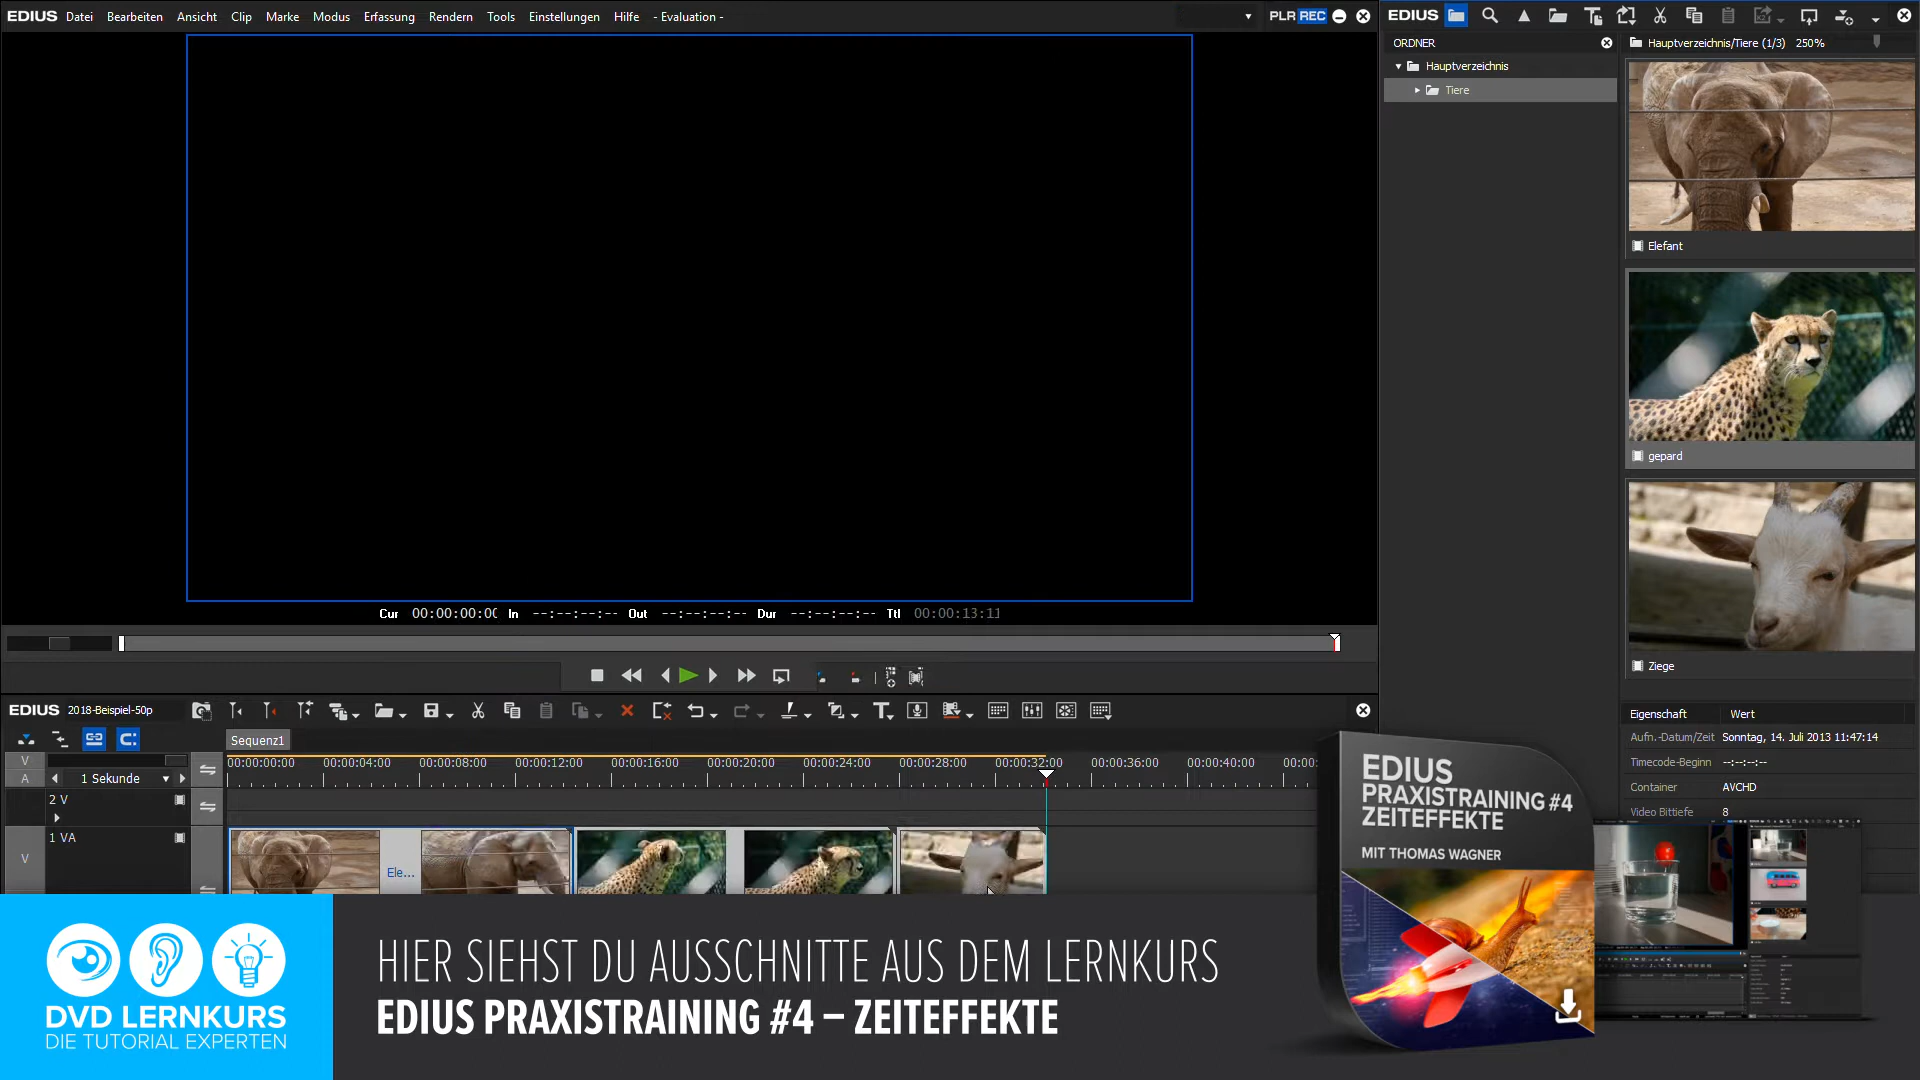 EDIUS Datei Bearbeiten Ansicht Clip Marke Modus Erfassung Rendern Tools Einstellungen Hilfe - Evaluation -
PLR REC
EDIUS
ORDNER
Hauptverzeichnis
Tiere
Hauptverzeichnis/Tiere (1/3) 250%
Elefant
gepard
Ziege
Cur 00:00:00:00 In --:--:--:-- Out --:--:--:-- Dur --:--:--:-- Ttl 00:00:13:11
EDIUS 2018-Beispiel-50p
Sequenz1
V
A
1 Sekunde
00:00:00:00 00:00:04:00 00:00:08:00 00:00:12:00 00:00:16:00 00:00:20:00 00:00:24:00 00:00:28:00 00:00:32:00 00:00:36:00 00:00:40:00 00:00:
2 V
1 VA
V
Ele...
Eigenschaft Wert
Aufn.-Datum/Zeit Sonntag, 14. Juli 2013 11:47:14
Timecode-Beginn --:--:--:--
Container AVCHD
Video Bittiefe 8
EDIUS
PRAXISTRAINING #4
ZEITEFFEKTE
MIT THOMAS WAGNER
DVD LERNKURS
DIE TUTORIAL EXPERTEN
HIER SIEHST DU AUSSCHNITTE AUS DEM LERNKURS
EDIUS PRAXISTRAINING #4 – ZEITEFFEKTE